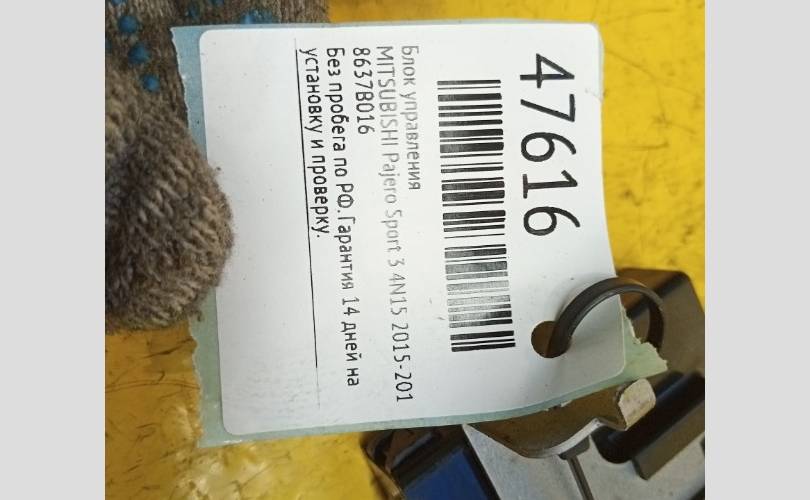 47616
Блок управления
MITSUBISHI Pajero Sport 3 4N15 2015-201
8637B016
Без пробега по РФ. Гарантия 14 дней на
установку и проверку.